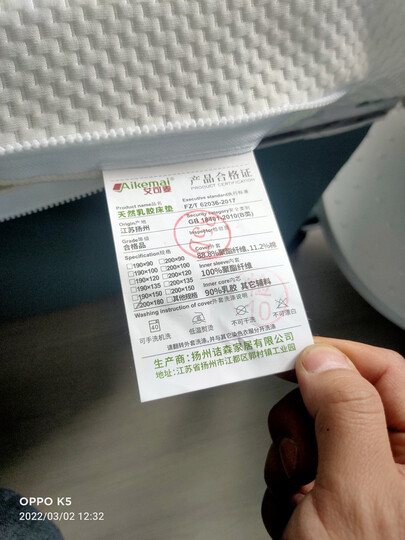 Aikemai
艾可麦
产品合格证
PRODUCT CERTIFICATION
Product name品名
天然乳胶床垫
Executive standards执行标准
FZ/T 62036-2017
Origin产地
江苏扬州
Security category安全类别
GB 18401-2010(B类)
Grade等级
合格品
Inspector检验
Specification规格
190×90 200×90
190×100 200×100
190×120 200×120
190×135 200×135
190×150 200×150
200×180 其他规格
Cover外套
88.8%聚酯纤维,11.2%棉
Inner sleeve内套
100%聚酯纤维
Inner core内芯
90%乳胶 其它辅料
Washing instruction of cover外套洗涤说明
40
可手洗机洗 低温熨烫 不可干洗 不可漂白
请翻转外套洗涤,并与其它染色衣物分开洗涤
生产商:扬州诘森家居有限公司
地址:江苏省扬州市江都区郭村镇工业园
OPPO K5
2022/03/02 12:32